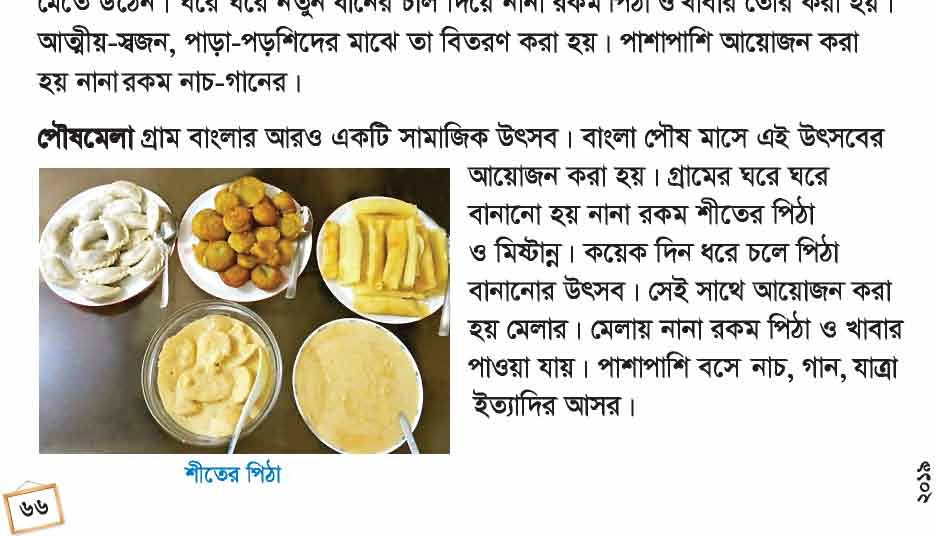 মেতে উঠেন। ঘরে ঘরে নতুন ধানের চাল দিয়ে নানা রকম পিঠা ও খাবার তৈরি করা হয়।
আত্মীয়-স্বজন, পাড়া-পড়শিদের মাঝে তা বিতরণ করা হয়। পাশাপাশি আয়োজন করা
হয় নানা রকম নাচ-গানের।
পৌষমেলা গ্রাম বাংলার আরও একটি সামাজিক উৎসব। বাংলা পৌষ মাসে এই উৎসবের
আয়োজন করা হয়। গ্রামের ঘরে ঘরে
বানানো হয় নানা রকম শীতের পিঠা
ও মিষ্টান্ন। কয়েক দিন ধরে চলে পিঠা
বানানোর উৎসব। সেই সাথে আয়োজন করা
হয় মেলার। মেলায় নানা রকম পিঠা ও খাবার
পাওয়া যায়। পাশাপাশি বসে নাচ, গান, যাত্রা
ইত্যাদির আসর।
শীতের পিঠা
৬৬
২০১৯